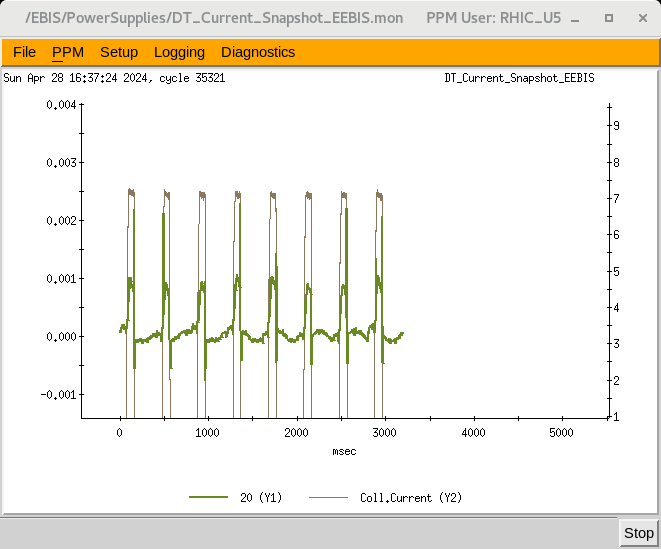 /EBIS/PowerSupplies/DT_Current_Snapshot_EEBIS.mon PPM User: RHIC_U5
File PPM Setup Logging Diagnostics
Sun Apr 28 16:37:24 2024, cycle 35321 DT_Current_Snapshot_EEBIS
0.004
9
0.003 8
7
0.002
6
0.001 5
4
0.000
3
2
-0.001
1
0 1000 2000 3000 4000 5000
msec
20 (Y1) Coll.Current (Y2)
Stop